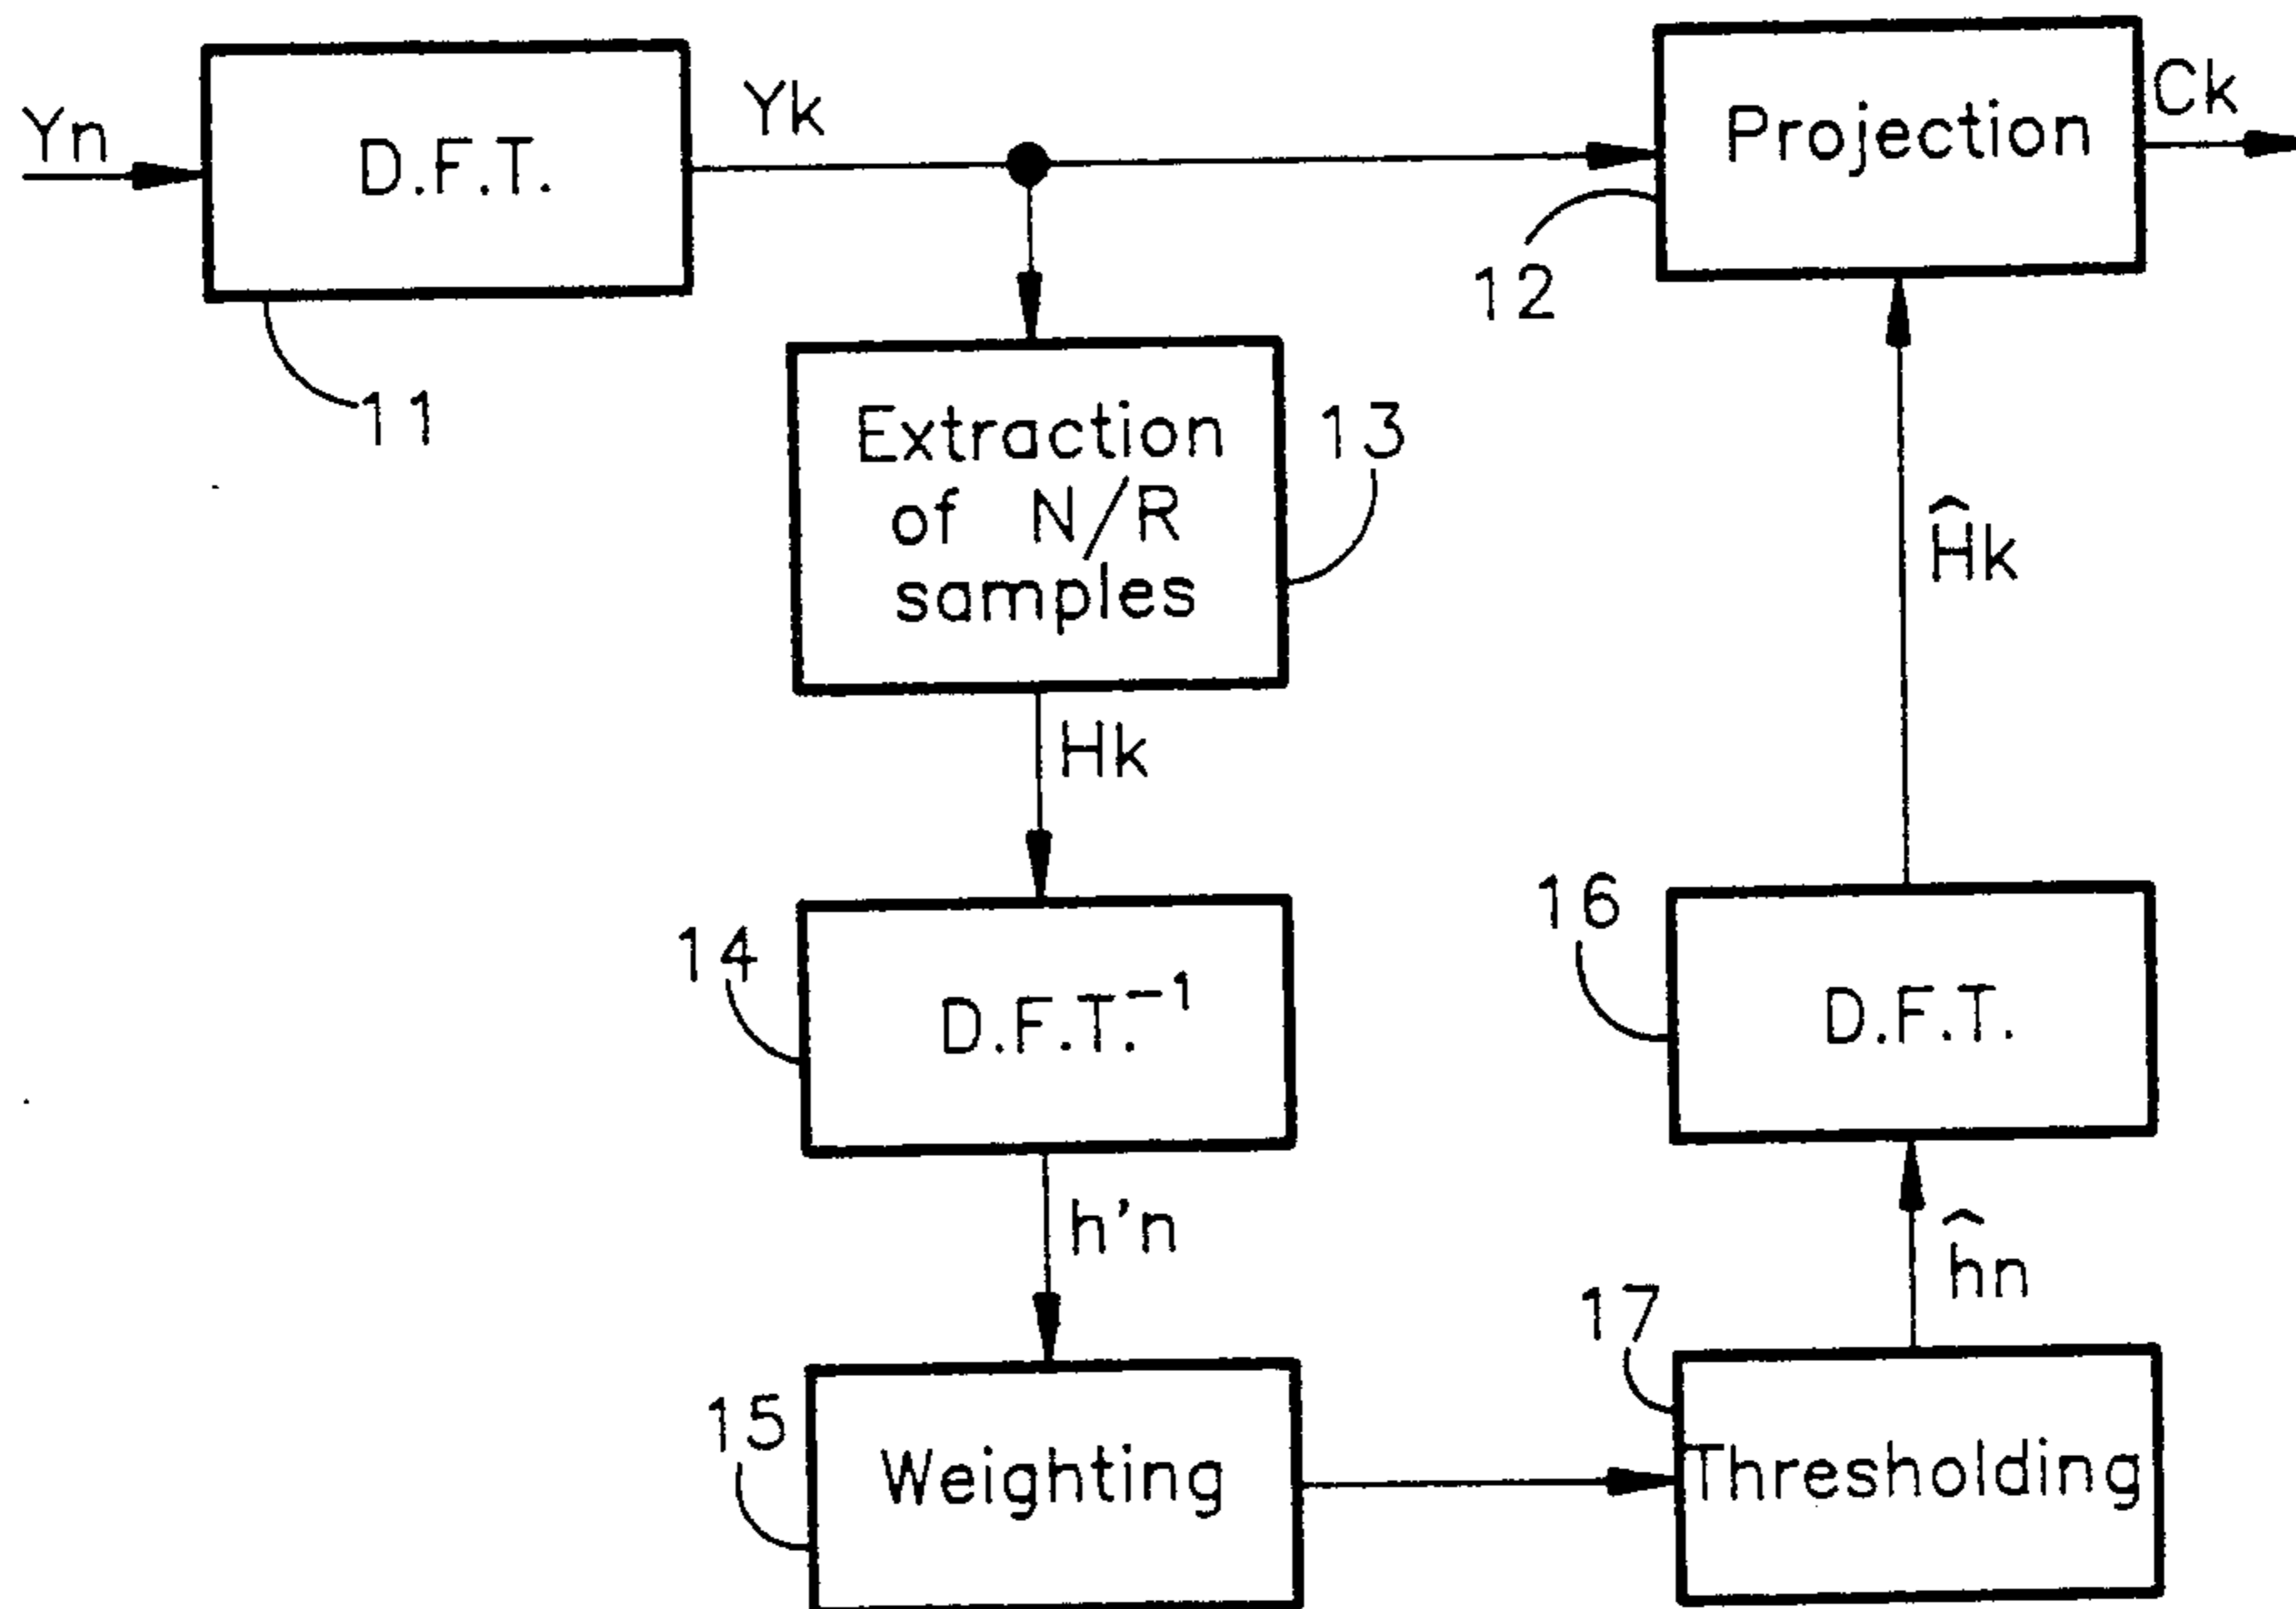 Yn
D.F.T.
Yk
Projection
Ck
12
11
Extraction
of N/R
samples
13
Hk
Ĥk
14
D.F.T.⁻¹
16
D.F.T.
h'n
ĥn
15
Weighting
17
Thresholding